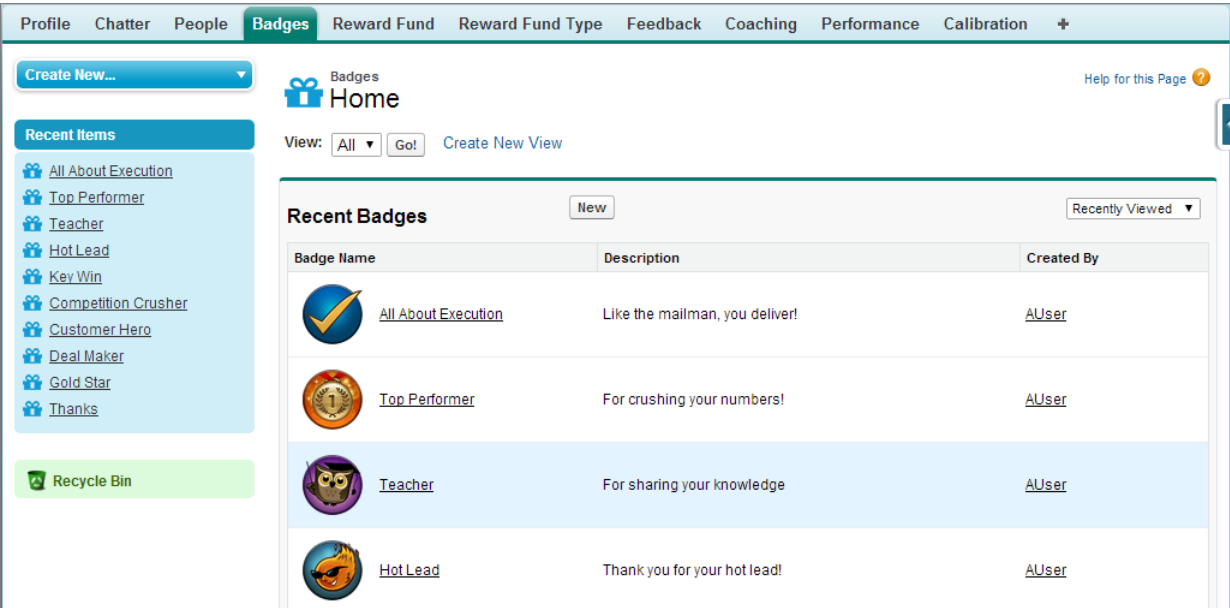 Profile Chatter People Badges Reward Fund Reward Fund Type Feedback Coaching Performance Calibration +
Create New...
Recent Items
All About Execution
Top Performer
Teacher
Hot Lead
Key Win
Competition Crusher
Customer Hero
Deal Maker
Gold Star
Thanks
Recycle Bin
Badges
Home
Help for this Page ?
View: All Go! Create New View
Recent Badges New Recently Viewed
Badge Name Description Created By
All About Execution Like the mailman, you deliver! AUser
1 Top Performer For crushing your numbers! AUser
Teacher For sharing your knowledge AUser
Hot Lead Thank you for your hot lead! AUser